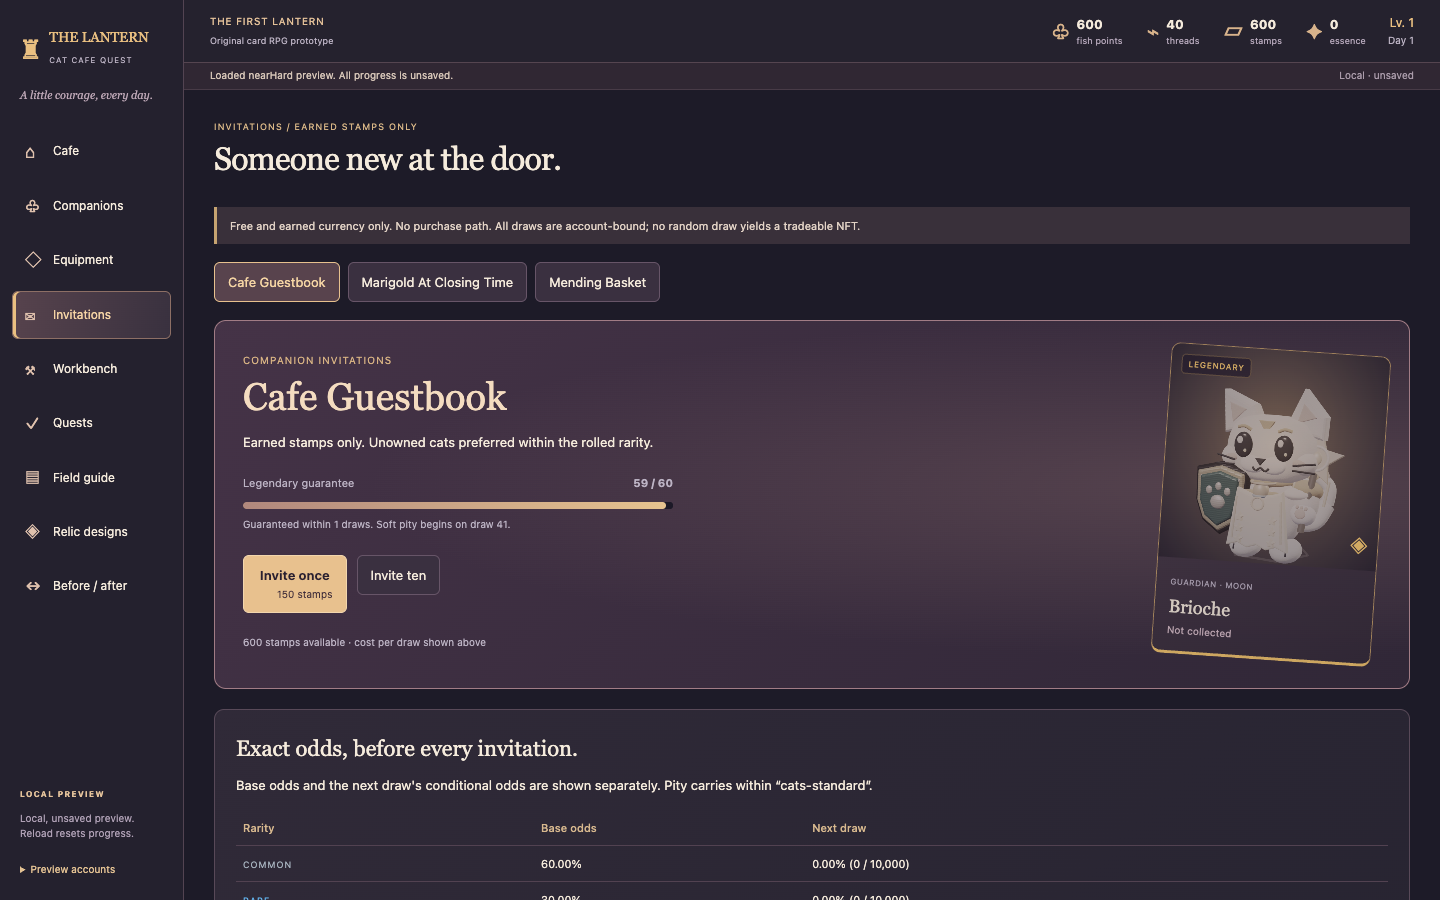 THE LANTERN
CAT CAFE QUEST
A little courage, every day.
Cafe
Companions
Equipment
Invitations
Workbench
Quests
Field guide
Relic designs
Before / after
LOCAL PREVIEW
Local, unsaved preview.
Reload resets progress.
Preview accounts
THE FIRST LANTERN
Original card RPG prototype
600
fish points
40
threads
600
stamps
0
essence
Lv. 1
Day 1
Loaded nearHard preview. All progress is unsaved.
Local · unsaved
INVITATIONS / EARNED STAMPS ONLY
Someone new at the door.
Free and earned currency only. No purchase path. All draws are account-bound; no random draw yields a tradeable NFT.
Cafe Guestbook
Marigold At Closing Time
Mending Basket
COMPANION INVITATIONS
Cafe Guestbook
Earned stamps only. Unowned cats preferred within the rolled rarity.
Legendary guarantee
59 / 60
Guaranteed within 1 draws. Soft pity begins on draw 41.
Invite once
150 stamps
Invite ten
600 stamps available · cost per draw shown above
LEGENDARY
GUARDIAN · MOON
Brioche
Not collected
Exact odds, before every invitation.
Base odds and the next draw's conditional odds are shown separately. Pity carries within “cats-standard”.
Rarity
Base odds
Next draw
COMMON
60.00%
0.00% (0 / 10,000)
RARE
30.00%
0.00% (0 / 10,000)